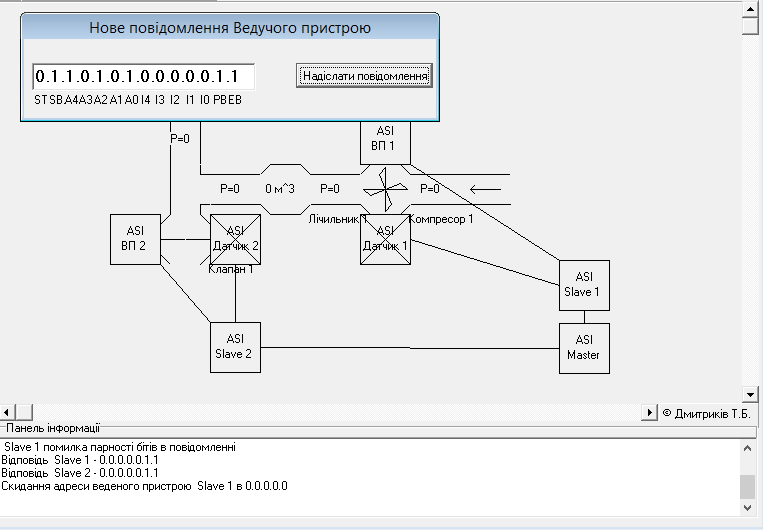 Нове повідомлення Ведучого пристрою
0.1.1.0.1.0.1.0.0.0.0.0.1.1
Надіслати повідомлення
ST SB A4 A3 A2 A1 A0 I4 I3 I2 I1 I0 PB EB
ASI
ВП 1
P=0
P=0
0 м^3
P=0
P=0
Лічильник 1
Компресор 1
ASI
ВП 2
ASI
Датчик 2
ASI
Датчик 1
Клапан 1
ASI
Slave 1
ASI
Slave 2
ASI
Master
© Дмитриків Т.Б.
Панель інформації
Slave 1 помилка парності бітів в повідомленні
Відповідь Slave 1 - 0.0.0.0.0.1.1
Відповідь Slave 2 - 0.0.0.0.0.1.1
Скидання адреси веденого пристрою Slave 1 в 0.0.0.0.0